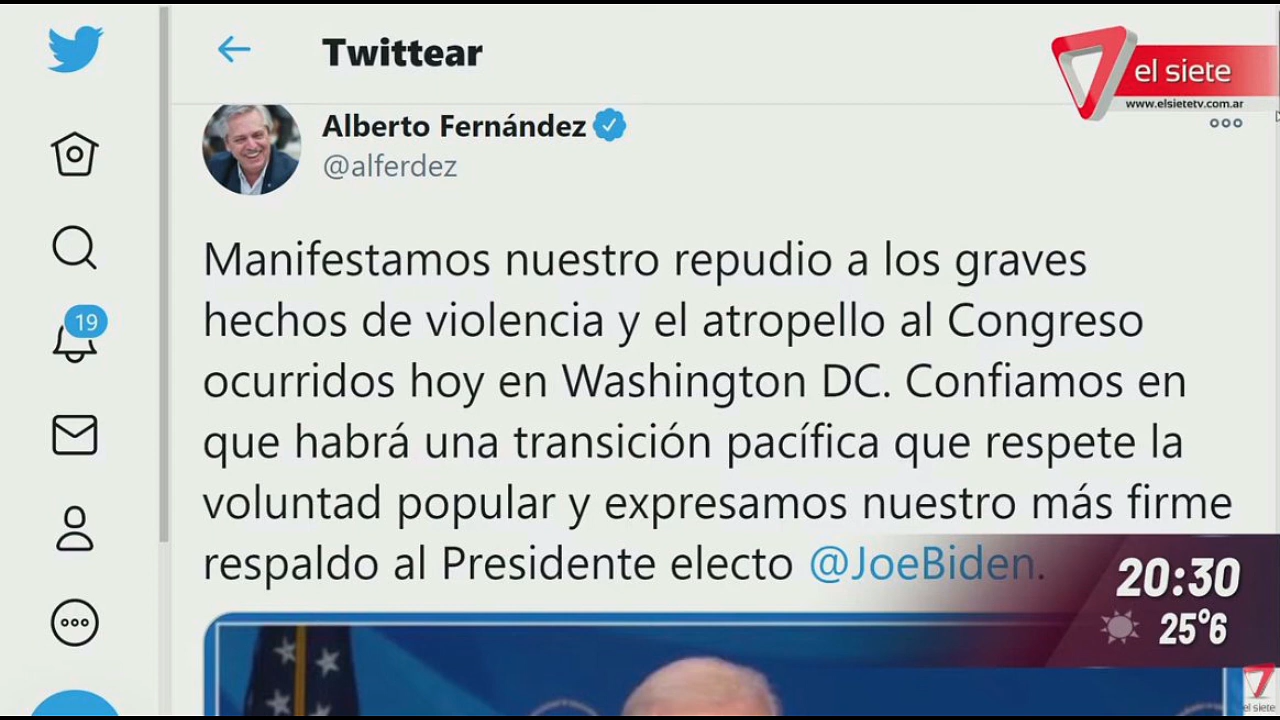 Twittear
el siete
www.elsietetv.com.ar
Alberto Fernández
@alferdez
19
Manifestamos nuestro repudio a los graves
hechos de violencia y el atropello al Congreso
ocurridos hoy en Washington DC. Confiamos en
que habrá una transición pacífica que respete la
voluntad popular y expresamos nuestro más firme
respaldo al Presidente electo @JoeBiden.
20:30
25°6
el siete